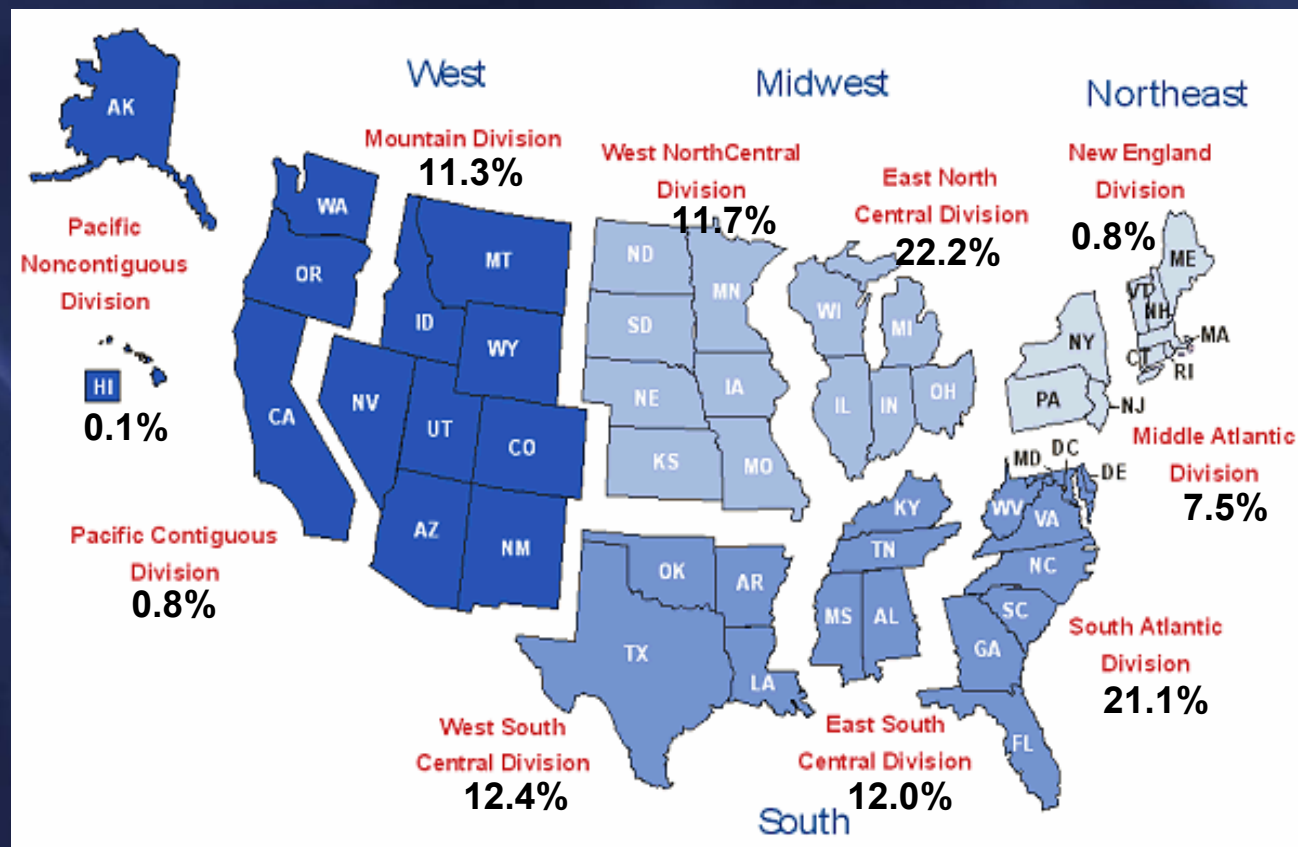 West
Midwest
Northeast
AK
Mountain Division
11.3%
West NorthCentral
Division
11.7%
East North
Central Division
22.2%
New England
Division
0.8%
Pacific
Noncontiguous
Division
HI
0.1%
WA
OR
CA
MT
ID
WY
NV
UT
CO
AZ
NM
ND
MN
SD
NE
IA
KS
MO
WI
MI
IL
IN
OH
ME
VT
NH
NY
MA
CT
RI
PA
NJ
Middle Atlantic
Division
7.5%
MD
DC
DE
WV
VA
KY
TN
NC
SC
MS
AL
GA
FL
OK
AR
TX
LA
Pacific Contiguous
Division
0.8%
South Atlantic
Division
21.1%
West South
Central Division
12.4%
East South
Central Division
12.0%
South